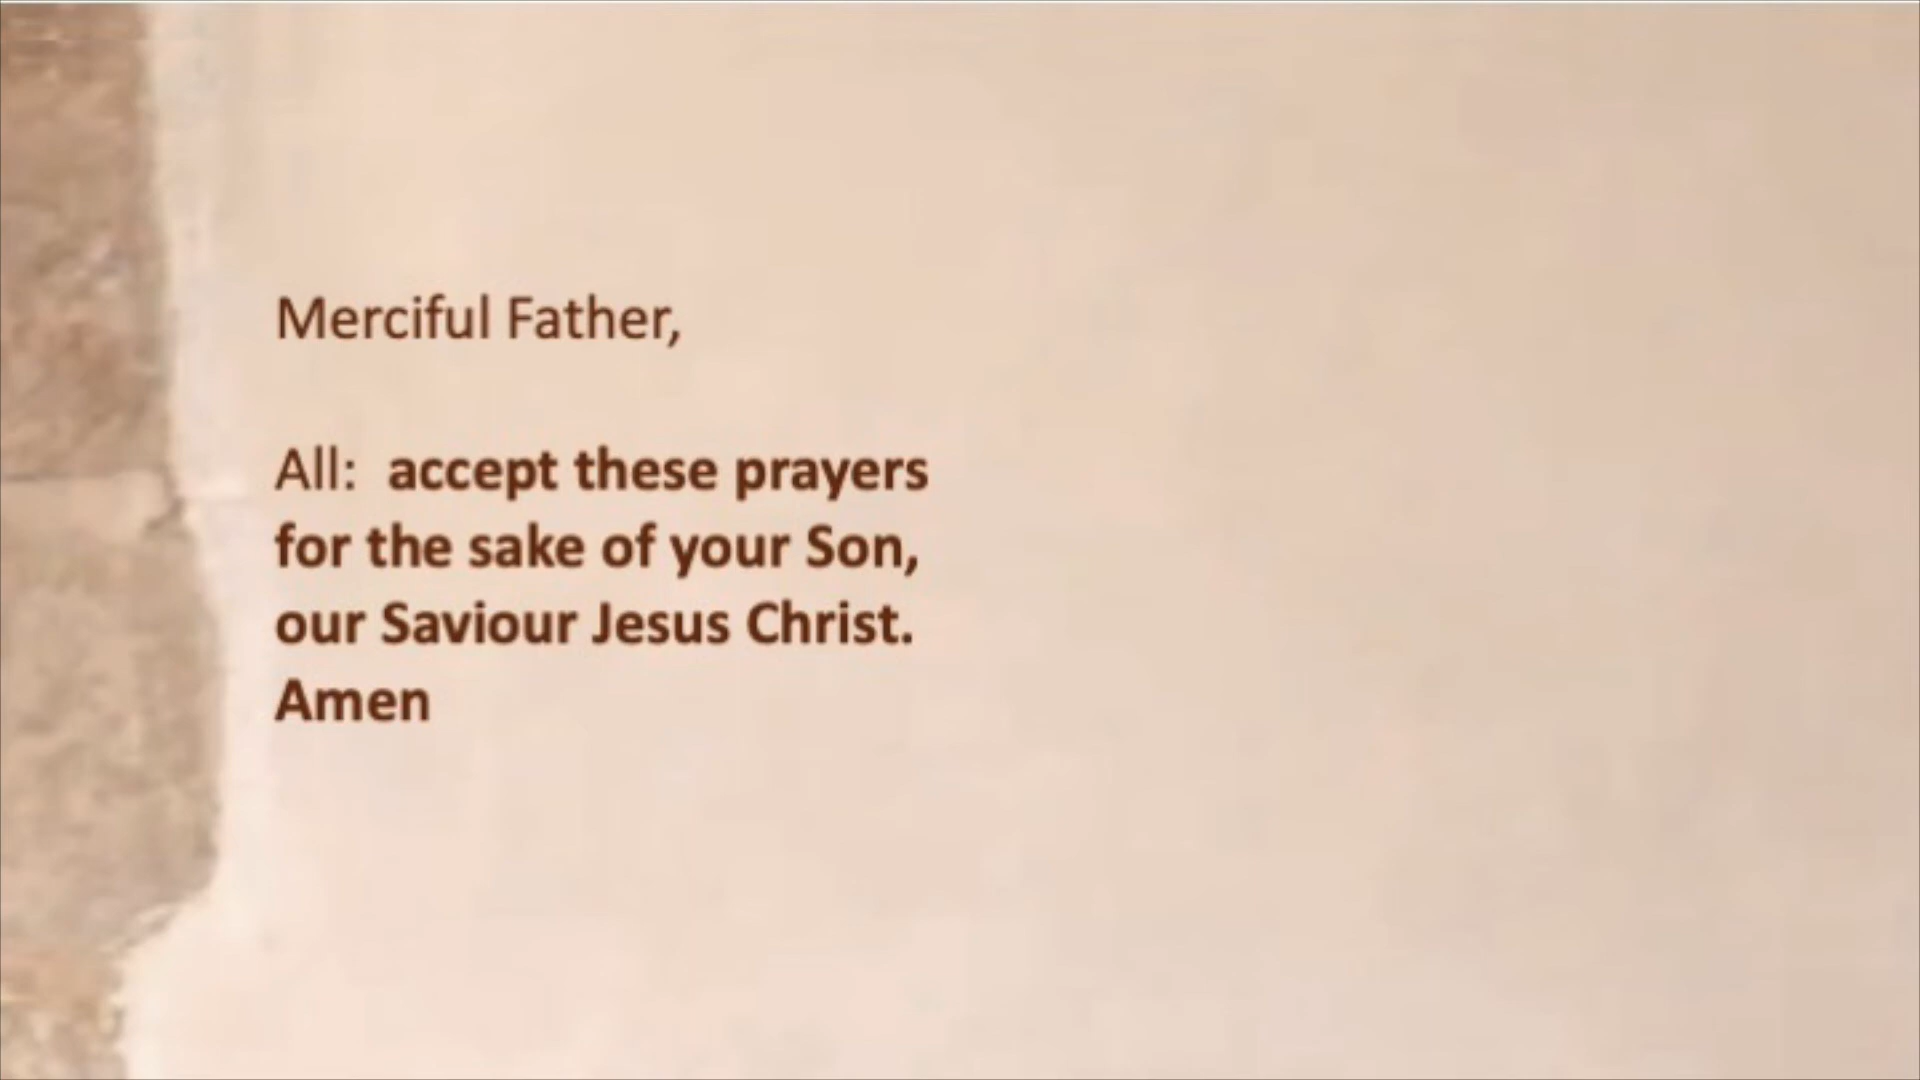 Merciful Father,
All: accept these prayers
for the sake of your Son,
our Saviour Jesus Christ.
Amen